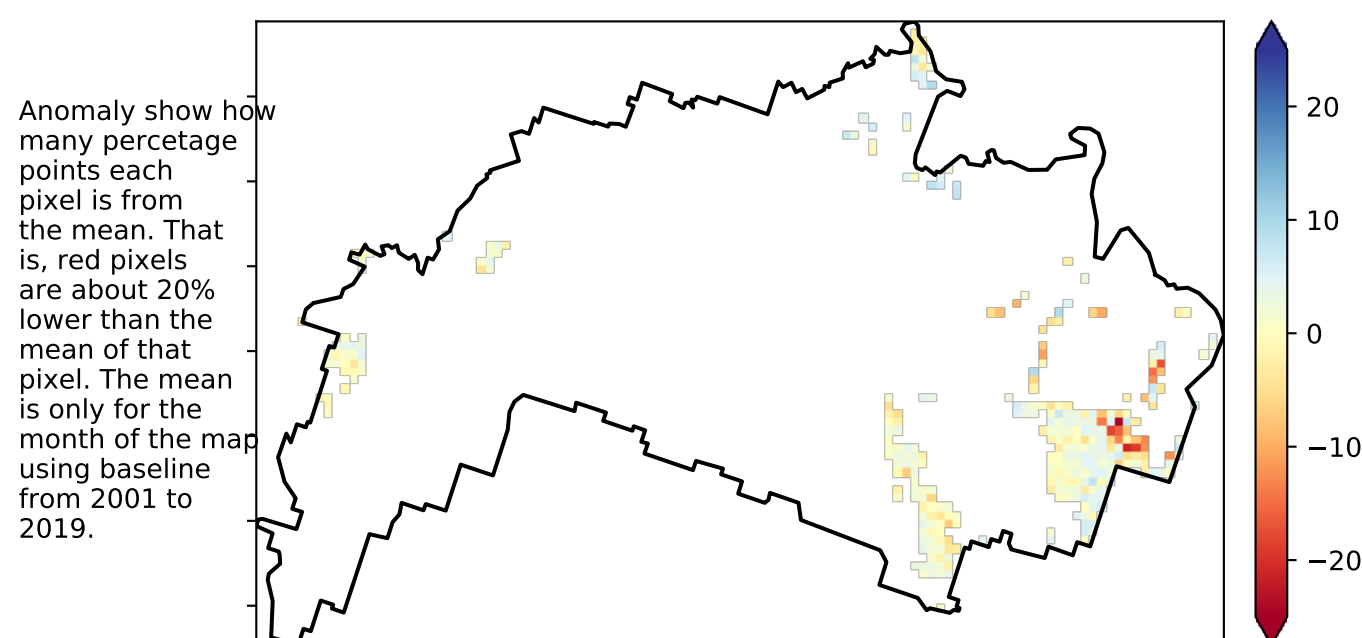 Anomaly show how
many percetage
points each
pixel is from
the mean. That
is, red pixels
are about 20%
lower than the
mean of that
pixel. The mean
is only for the
month of the map
using baseline
from 2001 to
2019.
20
10
0
−10
−20